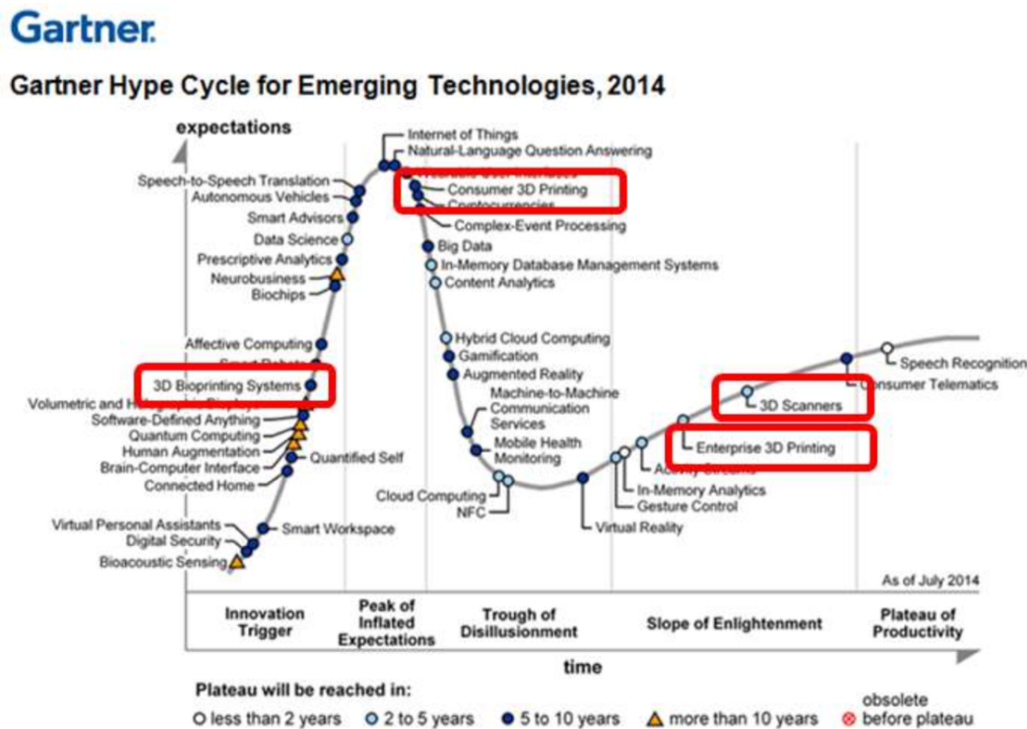 Gartner.
Gartner Hype Cycle for Emerging Technologies, 2014
expectations
Internet of Things
Natural-Language Question Answering
Wearable User Interfaces
Consumer 3D Printing
Cryptocurrencies
Complex-Event Processing
Speech-to-Speech Translation
Autonomous Vehicles
Smart Advisors
Data Science
Prescriptive Analytics
Neurobusiness
Biochips
Big Data
In-Memory Database Management Systems
Content Analytics
Hybrid Cloud Computing
Gamification
Augmented Reality
Machine-to-Machine
Communication
Services
Mobile Health
Monitoring
Affective Computing
Smart Robots
3D Bioprinting Systems
Volumetric and Holographic Displays
Software-Defined Anything
Quantum Computing
Human Augmentation
Brain-Computer Interface
Connected Home
Quantified Self
Virtual Personal Assistants
Digital Security
Bioacoustic Sensing
Smart Workspace
Cloud Computing
NFC
Virtual Reality
Gesture Control
In-Memory Analytics
Activity Streams
Enterprise 3D Printing
3D Scanners
Consumer Telematics
Speech Recognition
As of July 2014
Innovation
Trigger
Peak of
Inflated
Expectations
Trough of
Disillusionment
Slope of Enlightenment
Plateau of
Productivity
time
Plateau will be reached in:
less than 2 years
2 to 5 years
5 to 10 years
more than 10 years
obsolete
before plateau